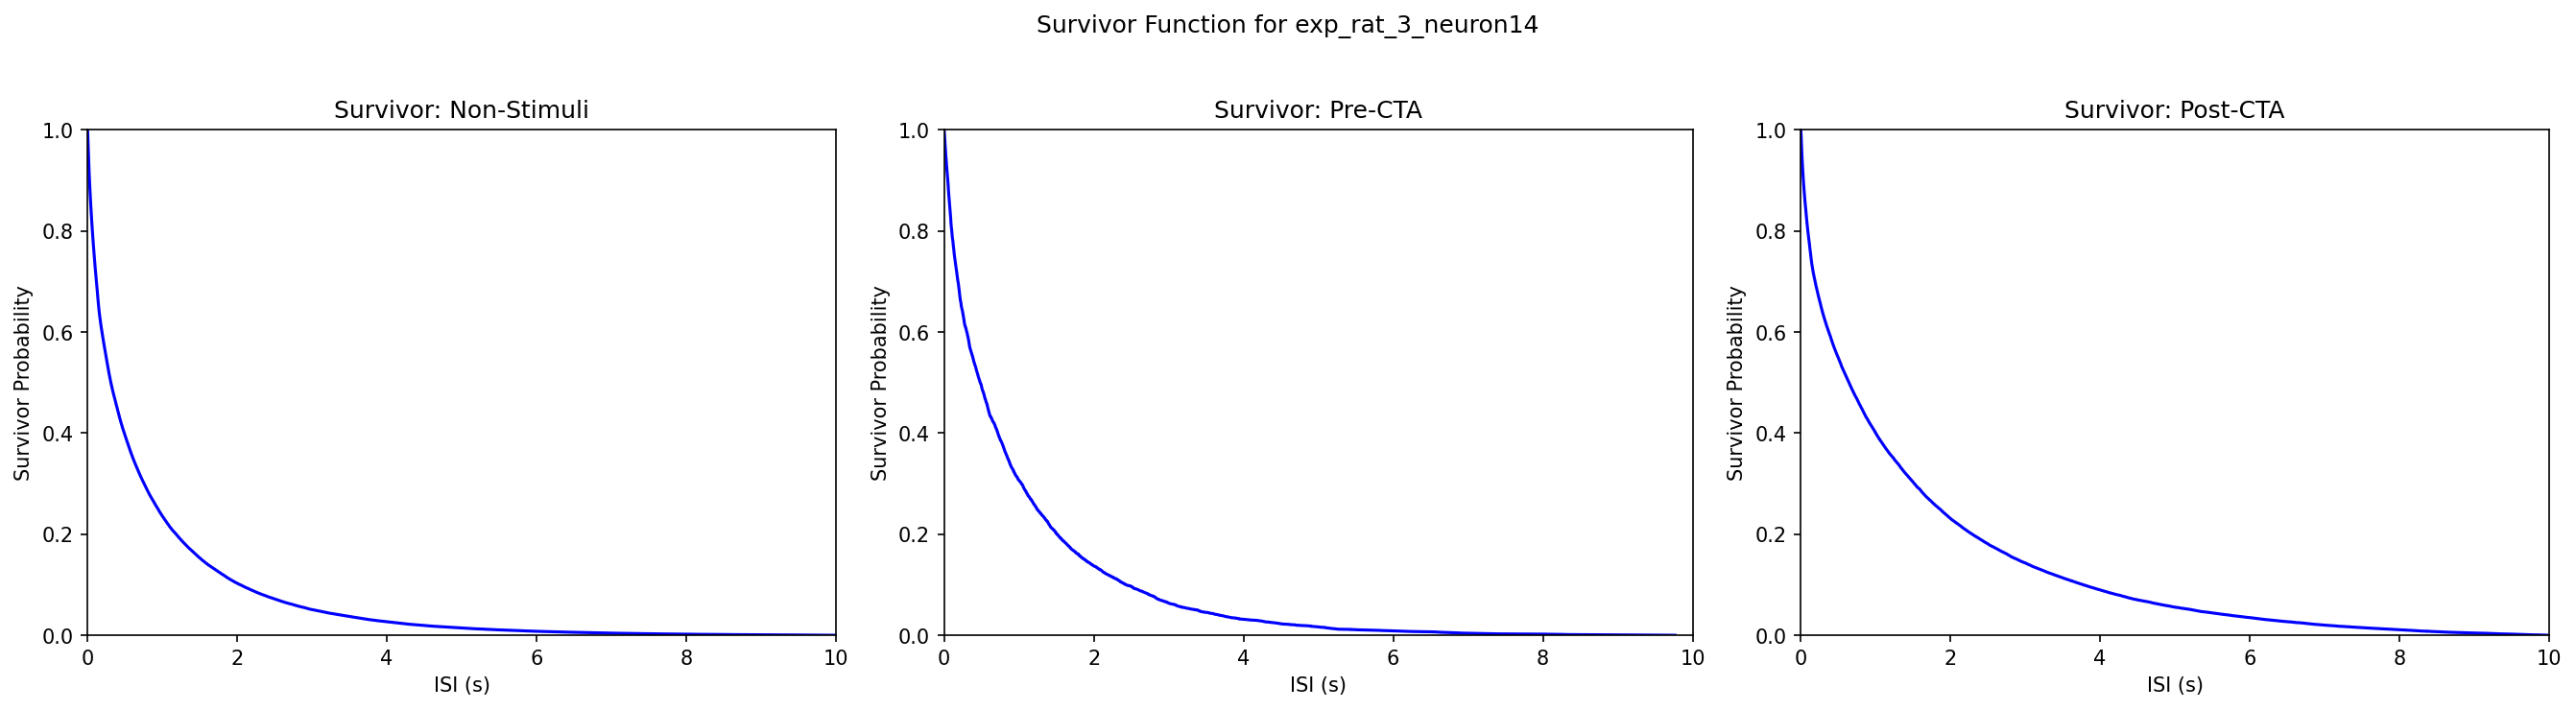 Survivor Function for exp_rat_3_neuron14
Survivor: Non-Stimuli
Survivor Probability
1.0
0.8
0.6
0.4
0.2
0.0
0 2 4 6 8 10
ISI (s)
Survivor: Pre-CTA
Survivor Probability
1.0
0.8
0.6
0.4
0.2
0.0
0 2 4 6 8 10
ISI (s)
Survivor: Post-CTA
Survivor Probability
1.0
0.8
0.6
0.4
0.2
0.0
0 2 4 6 8 10
ISI (s)